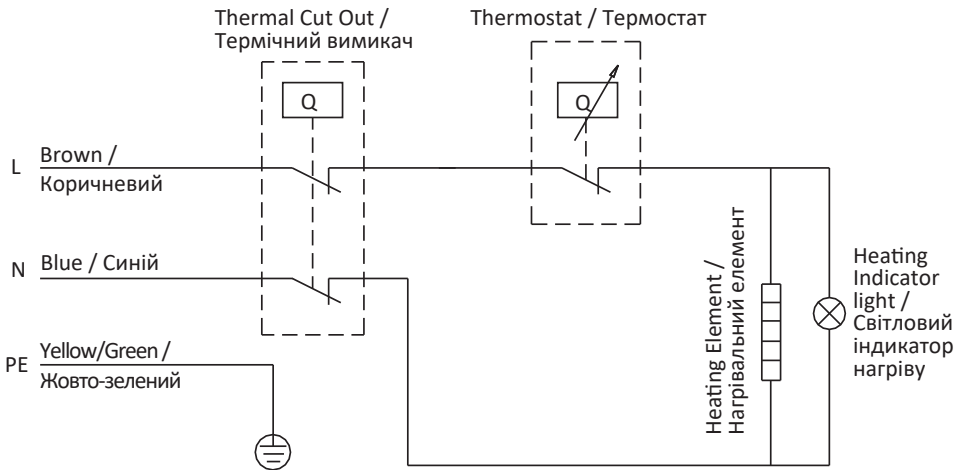 Thermal Cut Out /
Термічний вимикач
Thermostat / Термостат
Q
Q
L
Brown /
Коричневий
N
Blue / Синій
PE
Yellow/Green /
Жовто-зелений
Heating Element /
Нагрівальний елемент
Heating
Indicator
light /
Світловий
індикатор
нагріву